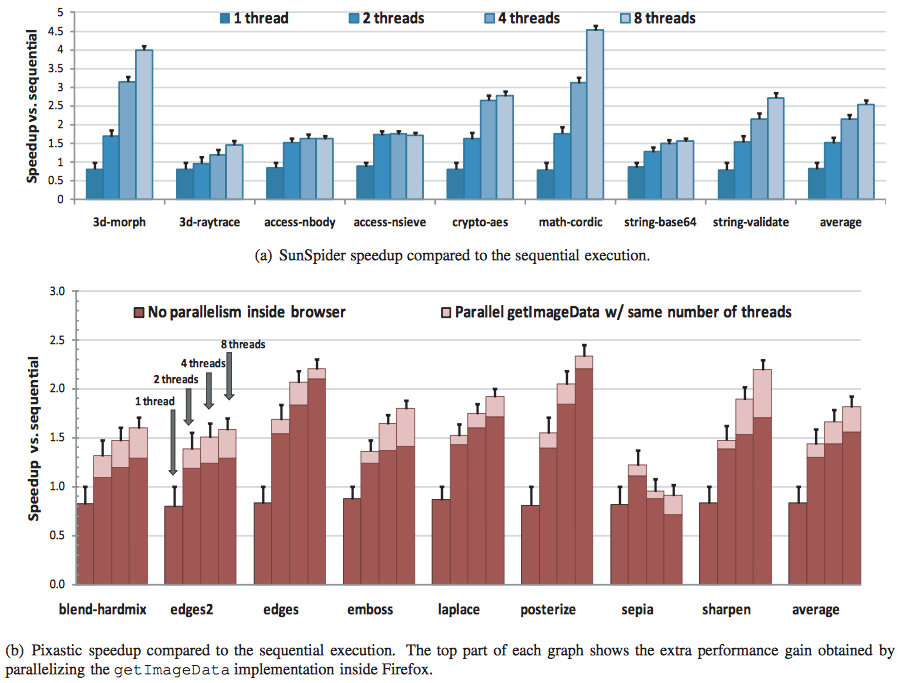 5
4.5
4
3.5
3
2.5
2
1.5
1
0.5
0
Speedup vs. sequential
1 thread 2 threads 4 threads 8 threads
3d-morph 3d-raytrace access-nbody access-nsieve crypto-aes math-cordic string-base64 string-validate average
(a) SunSpider speedup compared to the sequential execution.
3.0
2.5
2.0
1.5
1.0
0.5
0.0
Speedup vs. sequential
No parallelism inside browser Parallel getImageData w/ same number of threads
8 threads
4 threads
2 threads
1 thread
blend-hardmix edges2 edges emboss laplace posterize sepia sharpen average
(b) Pixastic speedup compared to the sequential execution. The top part of each graph shows the extra performance gain obtained by
parallelizing the getImageData implementation inside Firefox.